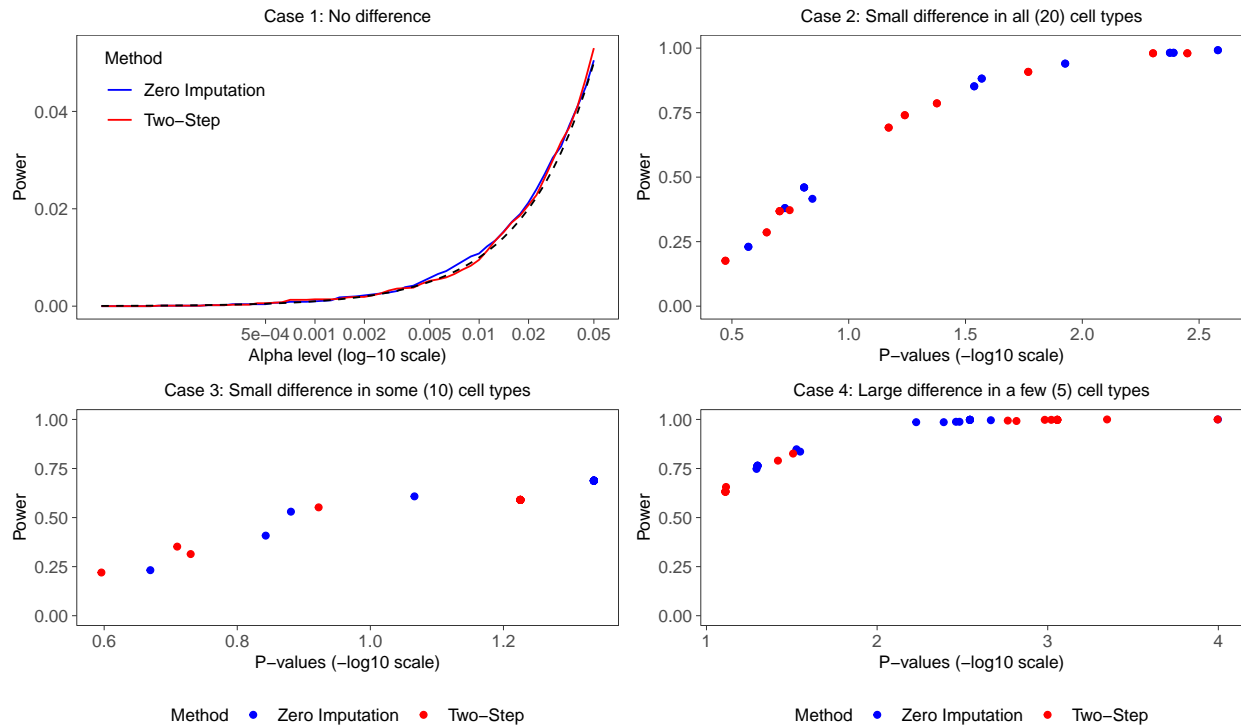 Case 1: No difference
Case 2: Small difference in all (20) cell types
Method
Zero Imputation
Two−Step
Power
0.04
0.02
0.00
5e−04 0.001 0.002 0.005 0.01 0.02 0.05
Alpha level (log−10 scale)
Power
1.00
0.75
0.50
0.25
0.00
0.5 1.0 1.5 2.0 2.5
P−values (−log10 scale)
Case 3: Small difference in some (10) cell types
Case 4: Large difference in a few (5) cell types
Power
1.00
0.75
0.50
0.25
0.00
0.6 0.8 1.0 1.2
P−values (−log10 scale)
Power
1.00
0.75
0.50
0.25
0.00
1 2 3 4
P−values (−log10 scale)
Method Zero Imputation Two−Step
Method Zero Imputation Two−Step